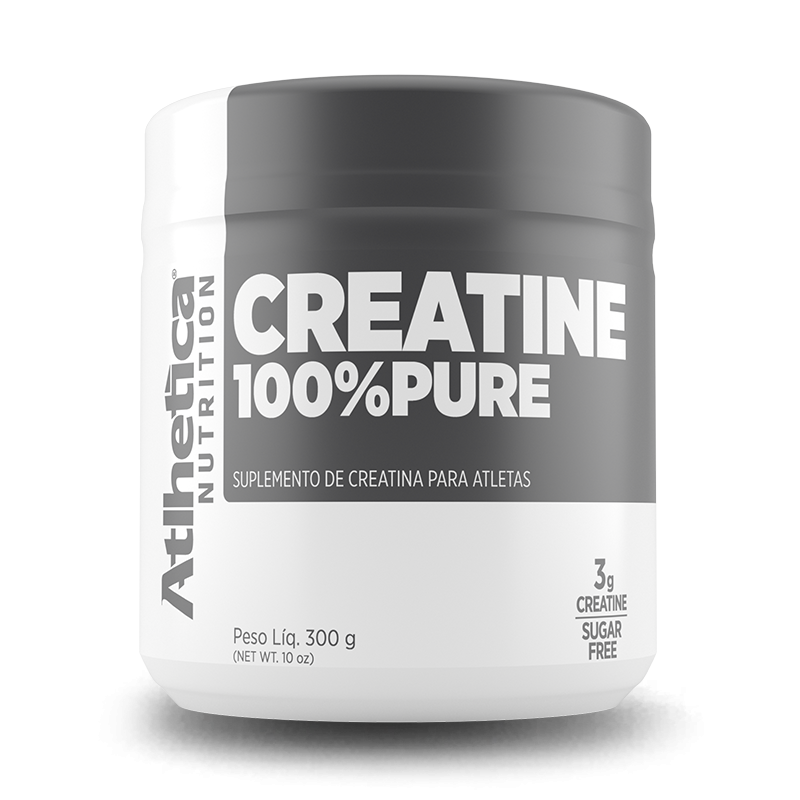 Atlhetica®
NUTRITION
CREATINE
100%PURE
SUPLEMENTO DE CREATINA PARA ATLETAS
3g
CREATINE
SUGAR
FREE
Peso Líq. 300 g
(NET WT. 10 oz)